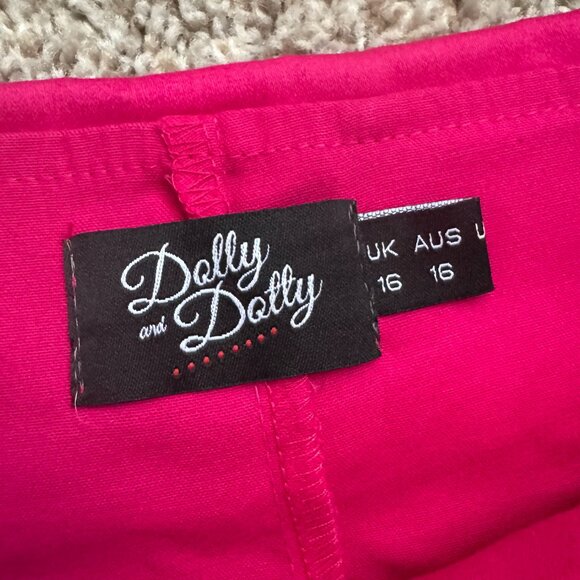 Dolly
and Dotty
UK AUS U
16 16